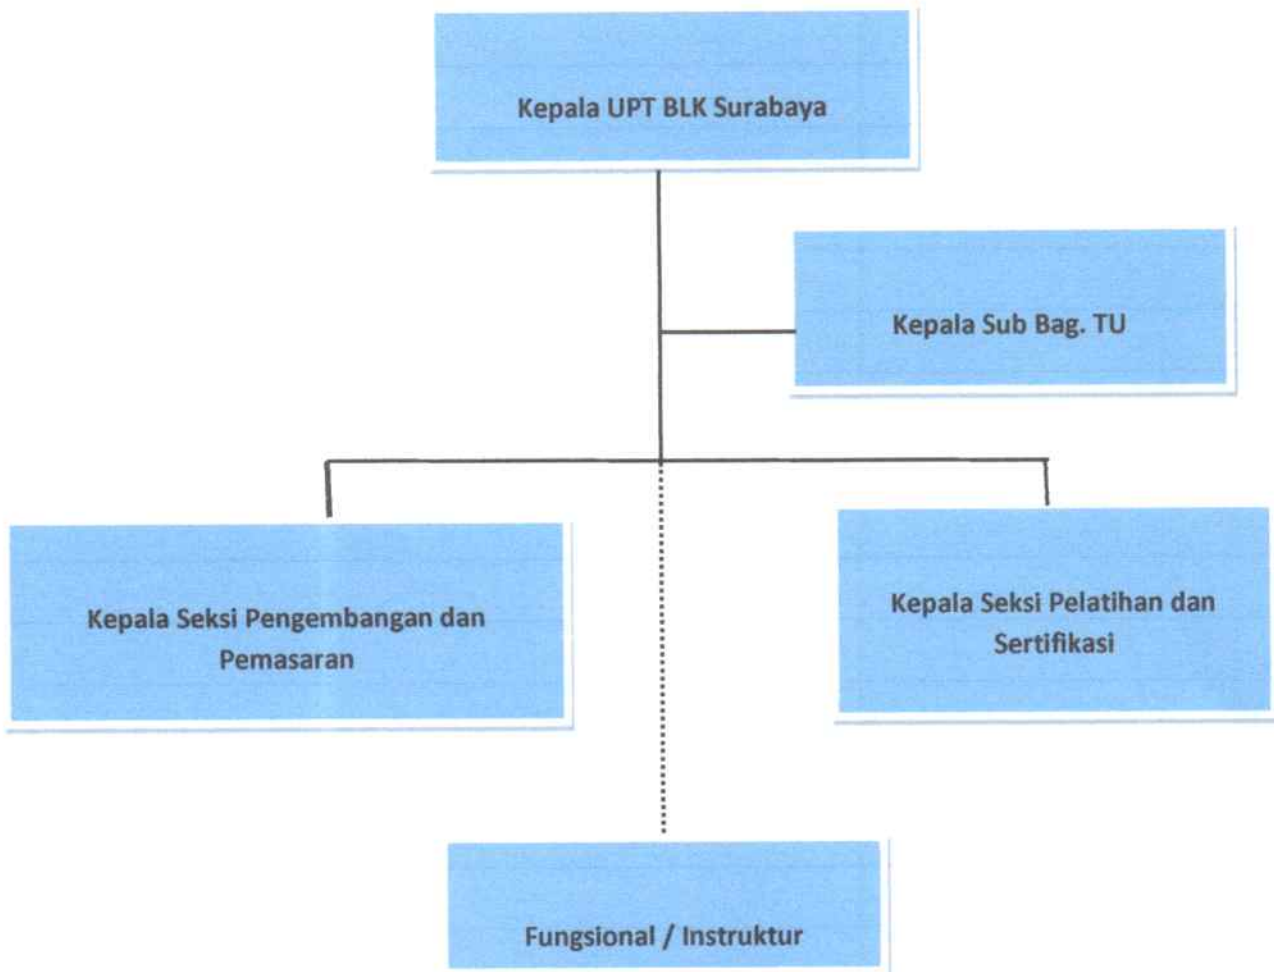 Kepala UPT BLK Surabaya
Kepala Sub Bag. TU
Kepala Seksi Pengembangan dan
Pemasaran
Kepala Seksi Pelatihan dan
Sertifikasi
Fungsional / Instruktur